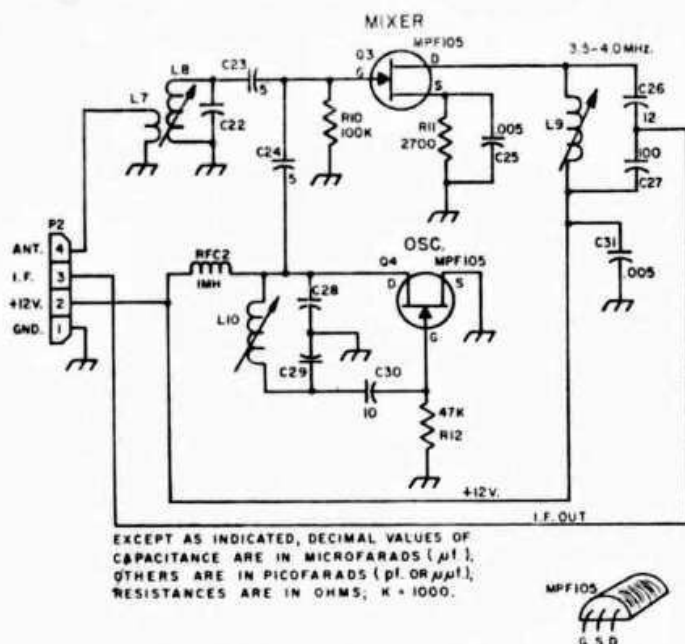 MIXER
Q3
MPF105
3.5-4.0MHz.
G
D
S
L7
L8
C23
5
C22
R10
100K
R11
2700
.005
C25
L9
C26
12
100
C27
C24
5
P2
ANT. 4
I.F. 3
+12V. 2
GND. 1
RFC2
1MH
OSC.
Q4
MPF105
D
S
G
C31
.005
L10
C28
C29
C30
10
47K
R12
+12V.
I.F. OUT
EXCEPT AS INDICATED, DECIMAL VALUES OF
CAPACITANCE ARE IN MICROFARADS (μf.);
OTHERS ARE IN PICOFARADS (pf. OR μμf.);
RESISTANCES ARE IN OHMS; K = 1000.
MPF105
G S D